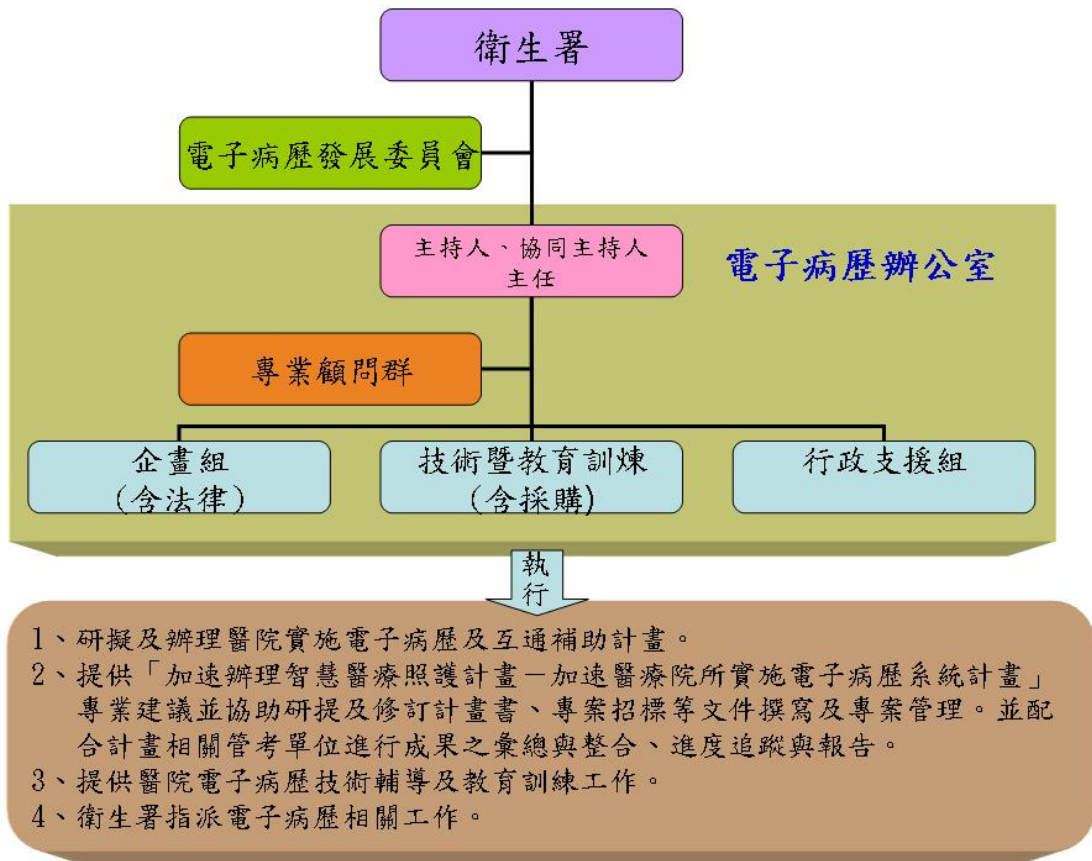 衛生署
電子病歷發展委員會
主持人、協同主持人
主任
電子病歷辦公室
專業顧問群
企畫組
(含法律)
技術暨教育訓煉
(含採購)
行政支援組
執
行
1、研擬及辦理醫院實施電子病歷及互通補助計畫。
2、提供「加速辦理智慧醫療照護計畫－加速醫療院所實施電子病歷系統計畫」
專業建議並協助研提及修訂計畫書、專案招標等文件撰寫及專案管理。並配
合計畫相關管考單位進行成果之彙總與整合、進度追蹤與報告。
3、提供醫院電子病歷技術輔導及教育訓練工作。
4、衛生署指派電子病歷相關工作。